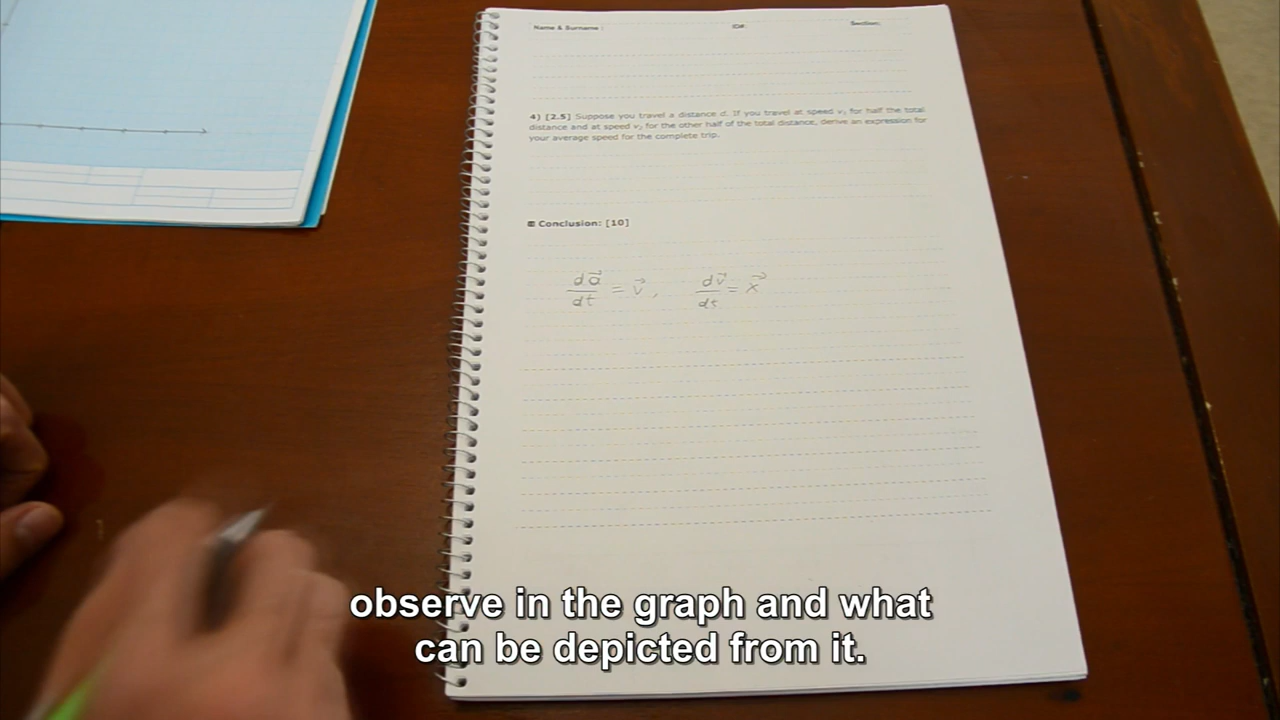 Name & Surname :
ID#:
Section:
4) [2.5] Suppose you travel a distance d. If you travel at speed v₁ for half the total
distance and at speed v₂ for the other half of the total distance, derive an expression for
your average speed for the complete trip.
Conclusion: [10]
da⃗/dt = v⃗ , dv⃗/dt = x⃗
observe in the graph and what
can be depicted from it.